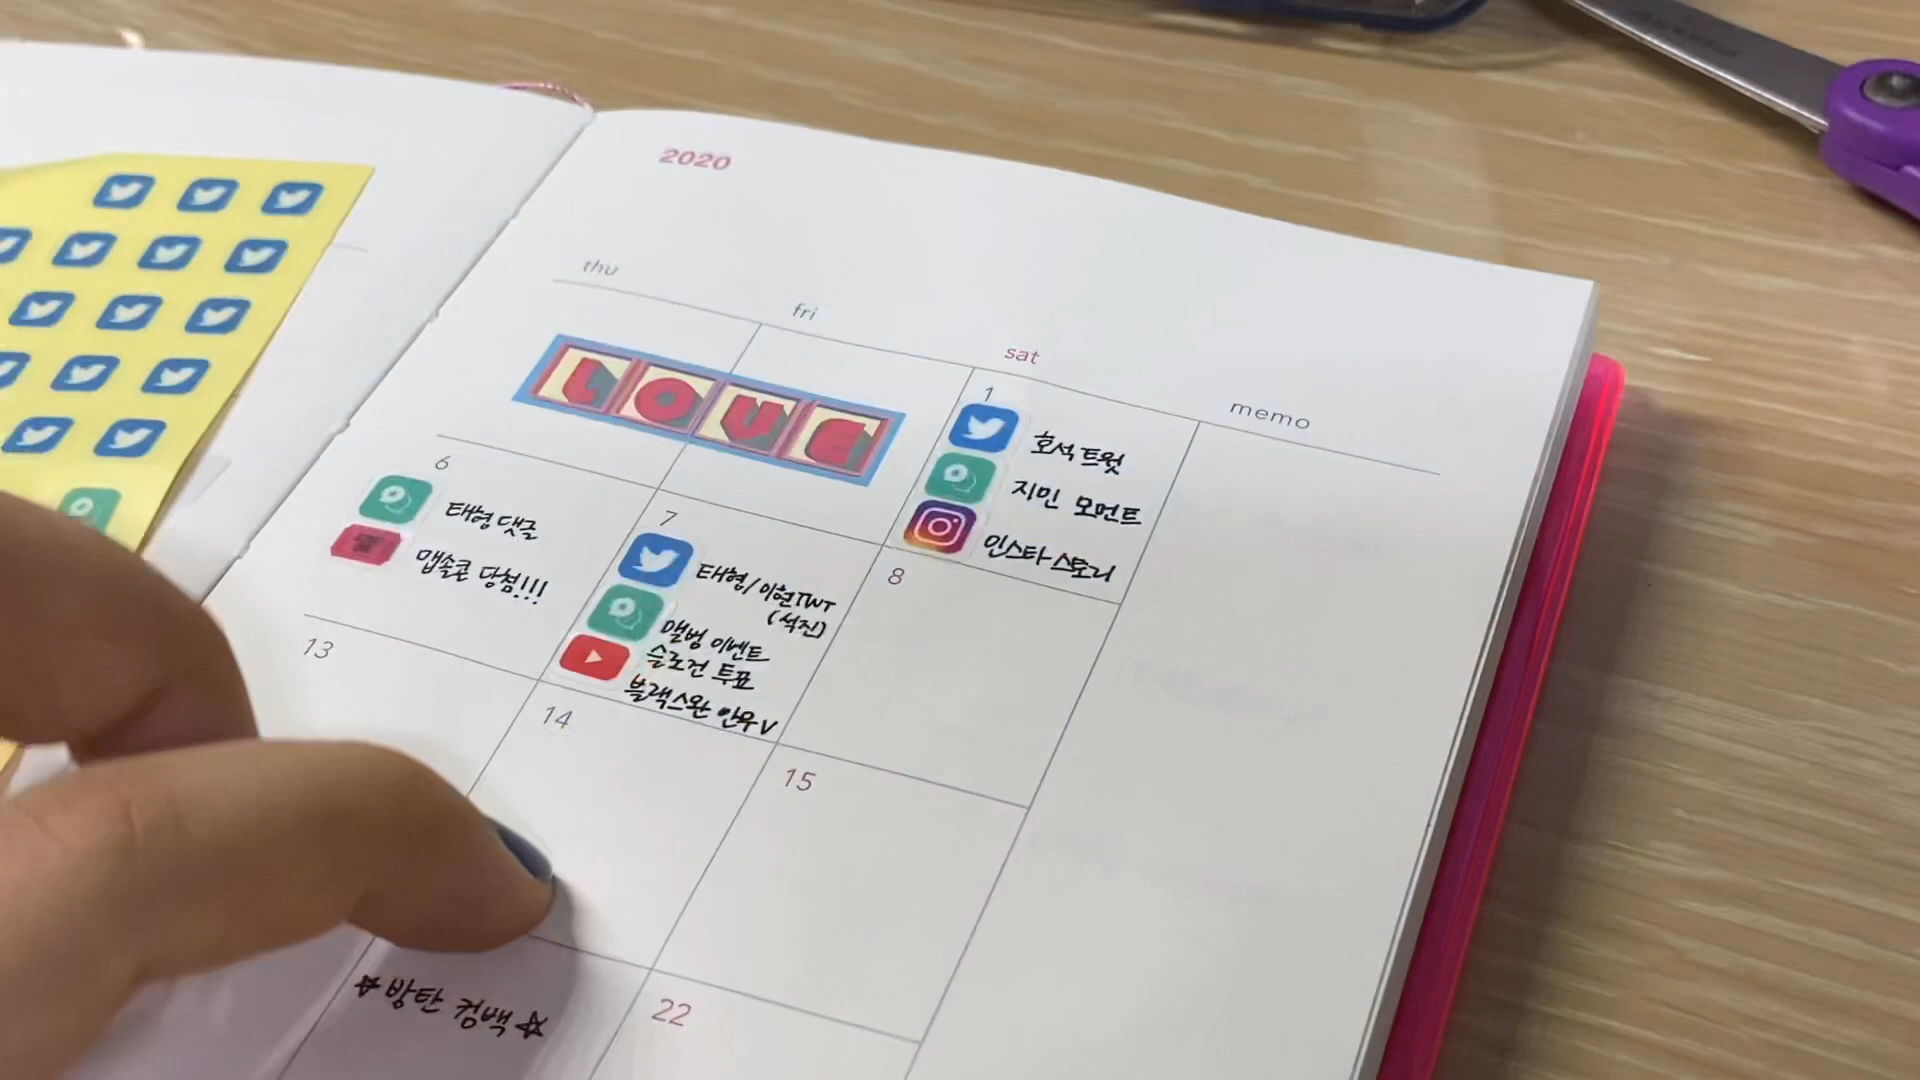 2020
thu
fri
sat
memo
LOVE
1
호석 트윗
지민 모먼트
인스타 스토리
6
태형 댓글
맵솔콘 당첨!!!
7
태형/이현TWT
(석진)
앨범 이벤트
슬로건 투표
블랙스완 안무V
8
13
14
15
☆방탄 컴백☆
22